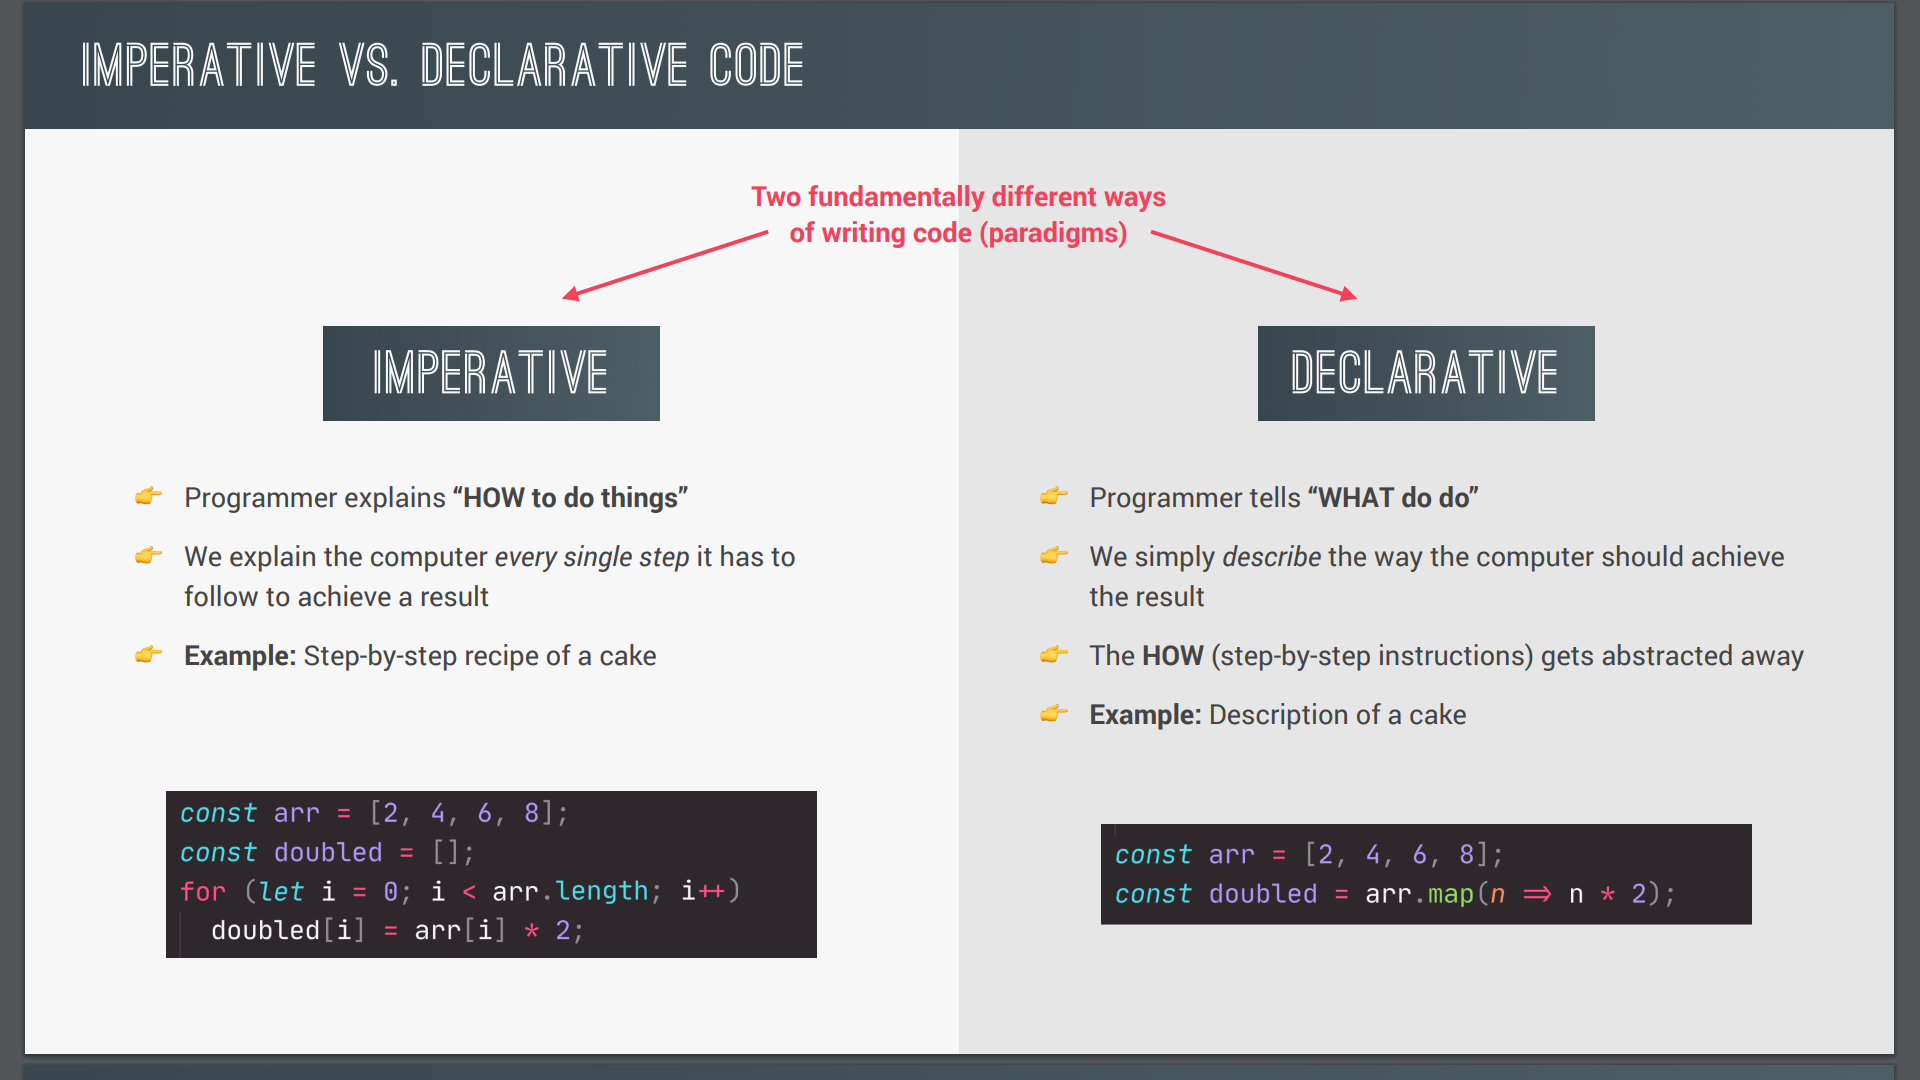 IMPERATIVE VS. DECLARATIVE CODE
Two fundamentally different ways
of writing code (paradigms)
IMPERATIVE
👉 Programmer explains “HOW to do things”
👉 We explain the computer every single step it has to
follow to achieve a result
👉 Example: Step-by-step recipe of a cake
const arr = [2, 4, 6, 8];
const doubled = [];
for (let i = 0; i < arr.length; i++)
  doubled[i] = arr[i] * 2;
DECLARATIVE
👉 Programmer tells “WHAT do do”
👉 We simply describe the way the computer should achieve
the result
👉 The HOW (step-by-step instructions) gets abstracted away
👉 Example: Description of a cake
const arr = [2, 4, 6, 8];
const doubled = arr.map(n => n * 2);